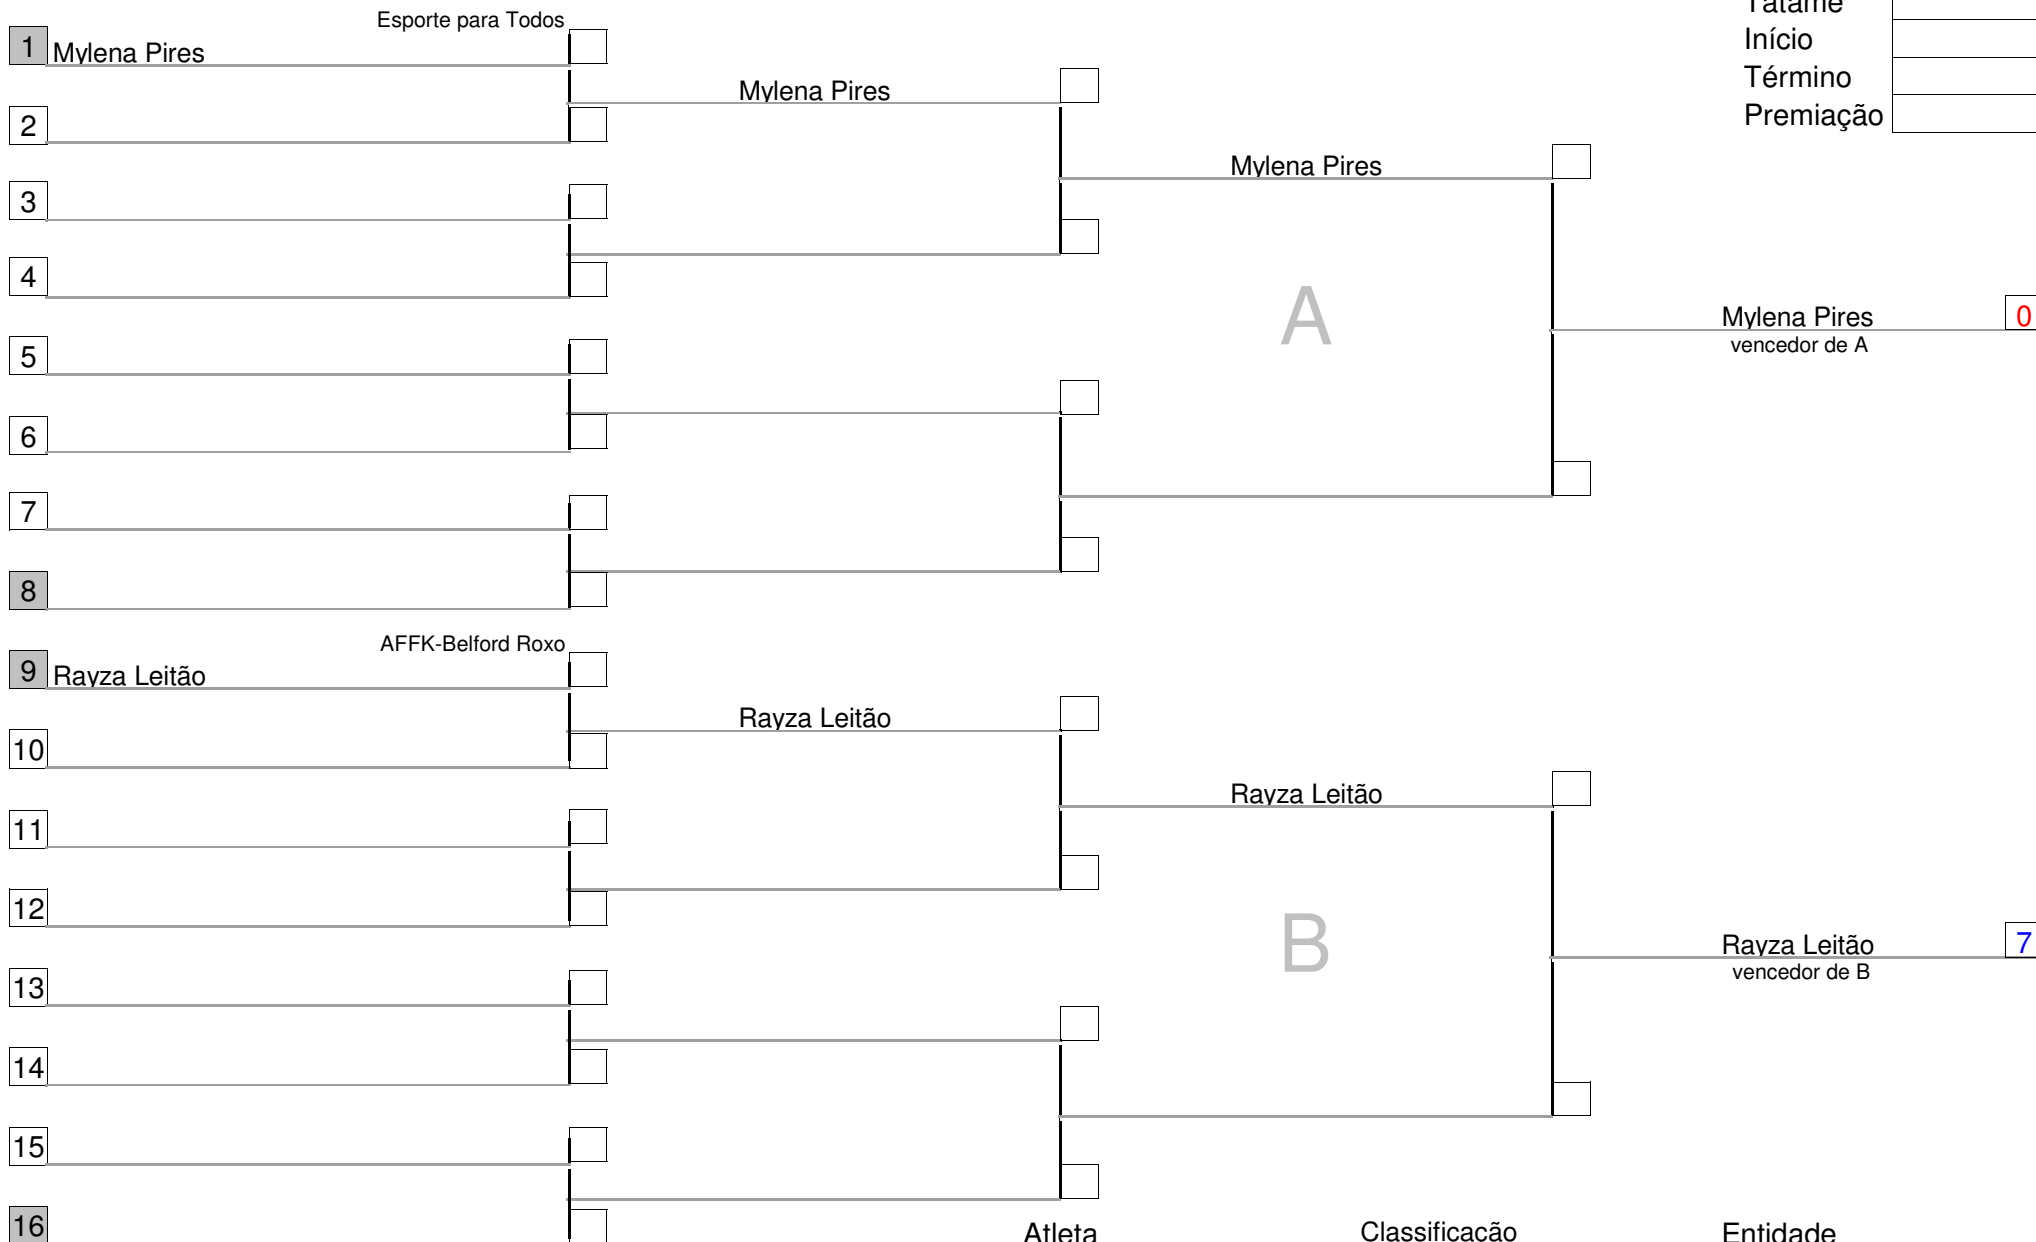 Esporte para Todos
1 Mylena Pires
Mylena Pires
2
Mylena Pires
3
4
A
Mylena Pires 0
vencedor de A
5
6
7
8
AFFK-Belford Roxo
9 Rayza Leitão
Rayza Leitão
10
Rayza Leitão
11
12
B
Rayza Leitão 7
vencedor de B
13
14
15
16
Tatame
Início
Término
Premiação
Atleta Classificação Entidade